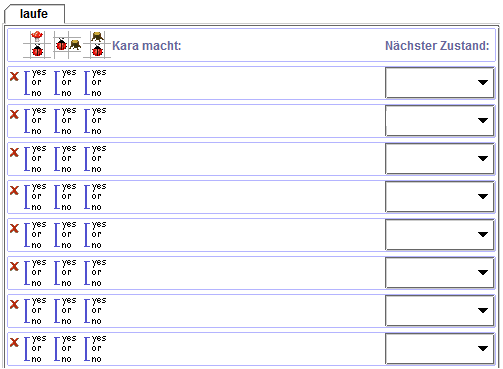 laufe
Kara macht: Nächster Zustand:
yes yes yes
or or or
no no no
yes yes yes
or or or
no no no
yes yes yes
or or or
no no no
yes yes yes
or or or
no no no
yes yes yes
or or or
no no no
yes yes yes
or or or
no no no
yes yes yes
or or or
no no no
yes yes yes
or or or
no no no